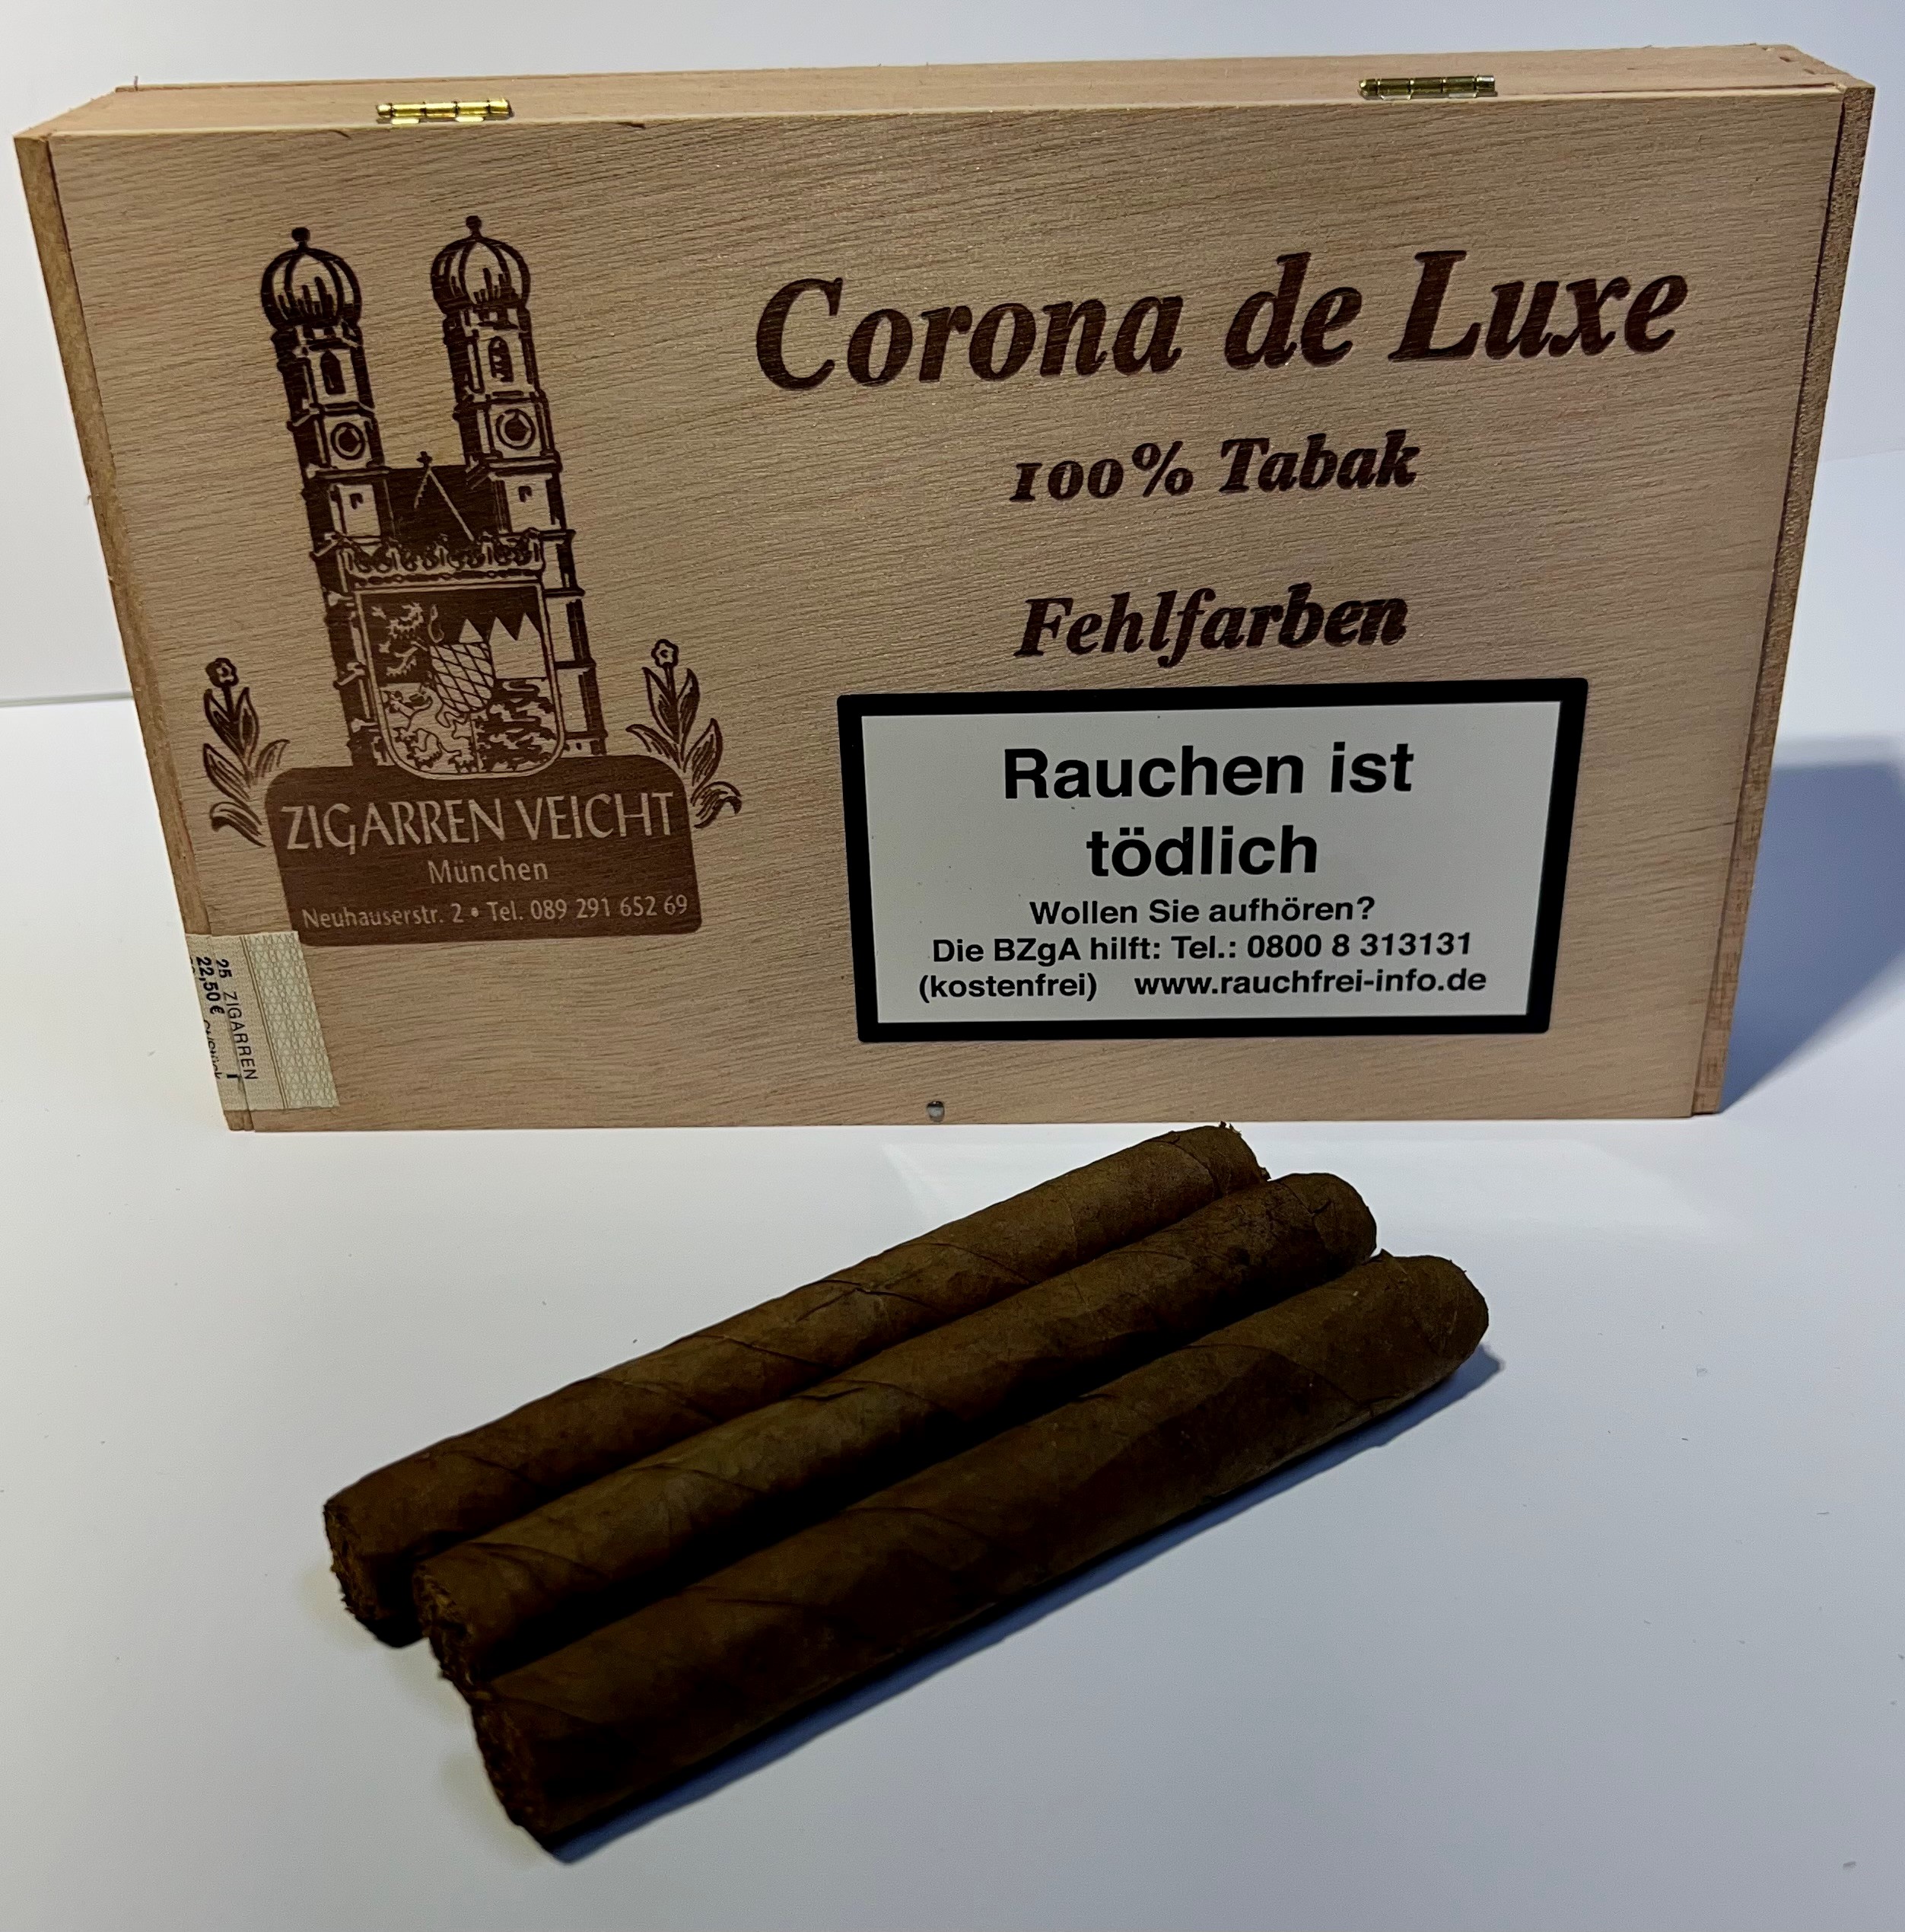 Corona de Luxe
100% Tabak
Fehlfarben
ZIGARREN VEICHT
München
Neuhauserstr. 2 • Tel. 089 291 652 69
Rauchen ist
tödlich
Wollen Sie aufhören?
Die BZgA hilft: Tel.: 0800 8 313131
(kostenfrei) www.rauchfrei-info.de
25 ZIGARREN
22,50 €